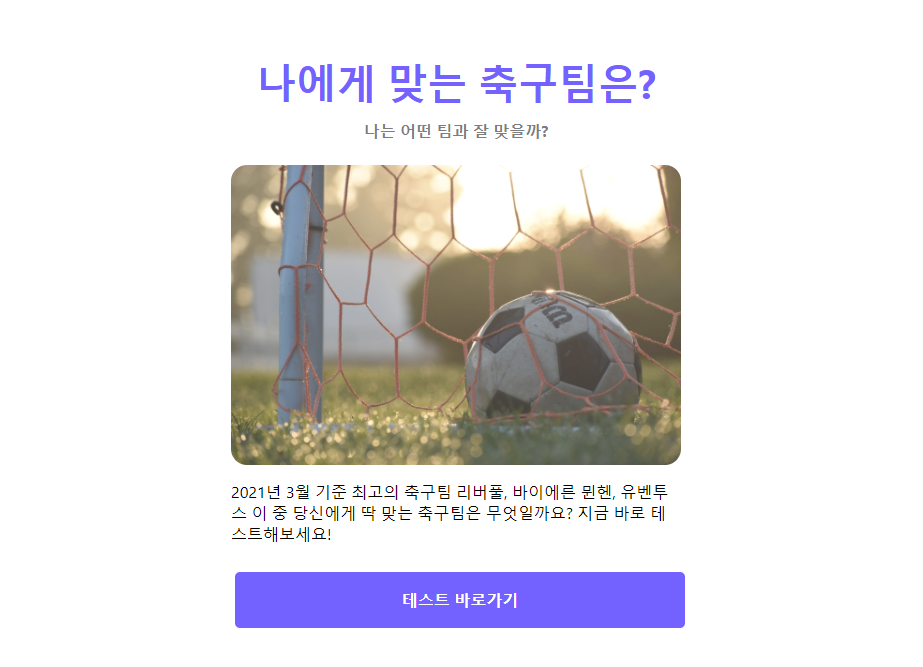 나에게 맞는 축구팀은?
나는 어떤 팀과 잘 맞을까?
2021년 3월 기준 최고의 축구팀 리버풀, 바이에른 뮌헨, 유벤투
스 이 중 당신에게 딱 맞는 축구팀은 무엇일까요? 지금 바로 테
스트해보세요!
테스트 바로가기